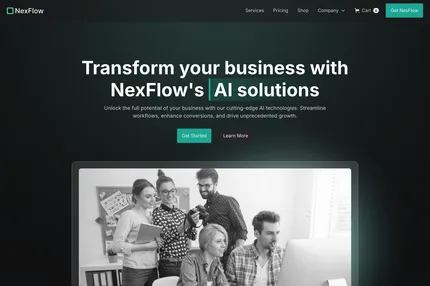 NexFlow
Services Pricing Shop Company Cart 0 Get NexFlow
Transform your business with
NexFlow's AI solutions
Unlock the full potential of your business with our cutting-edge AI technologies. Streamline
workflows, enhance conversions, and drive unprecedented growth.
Get Started Learn More